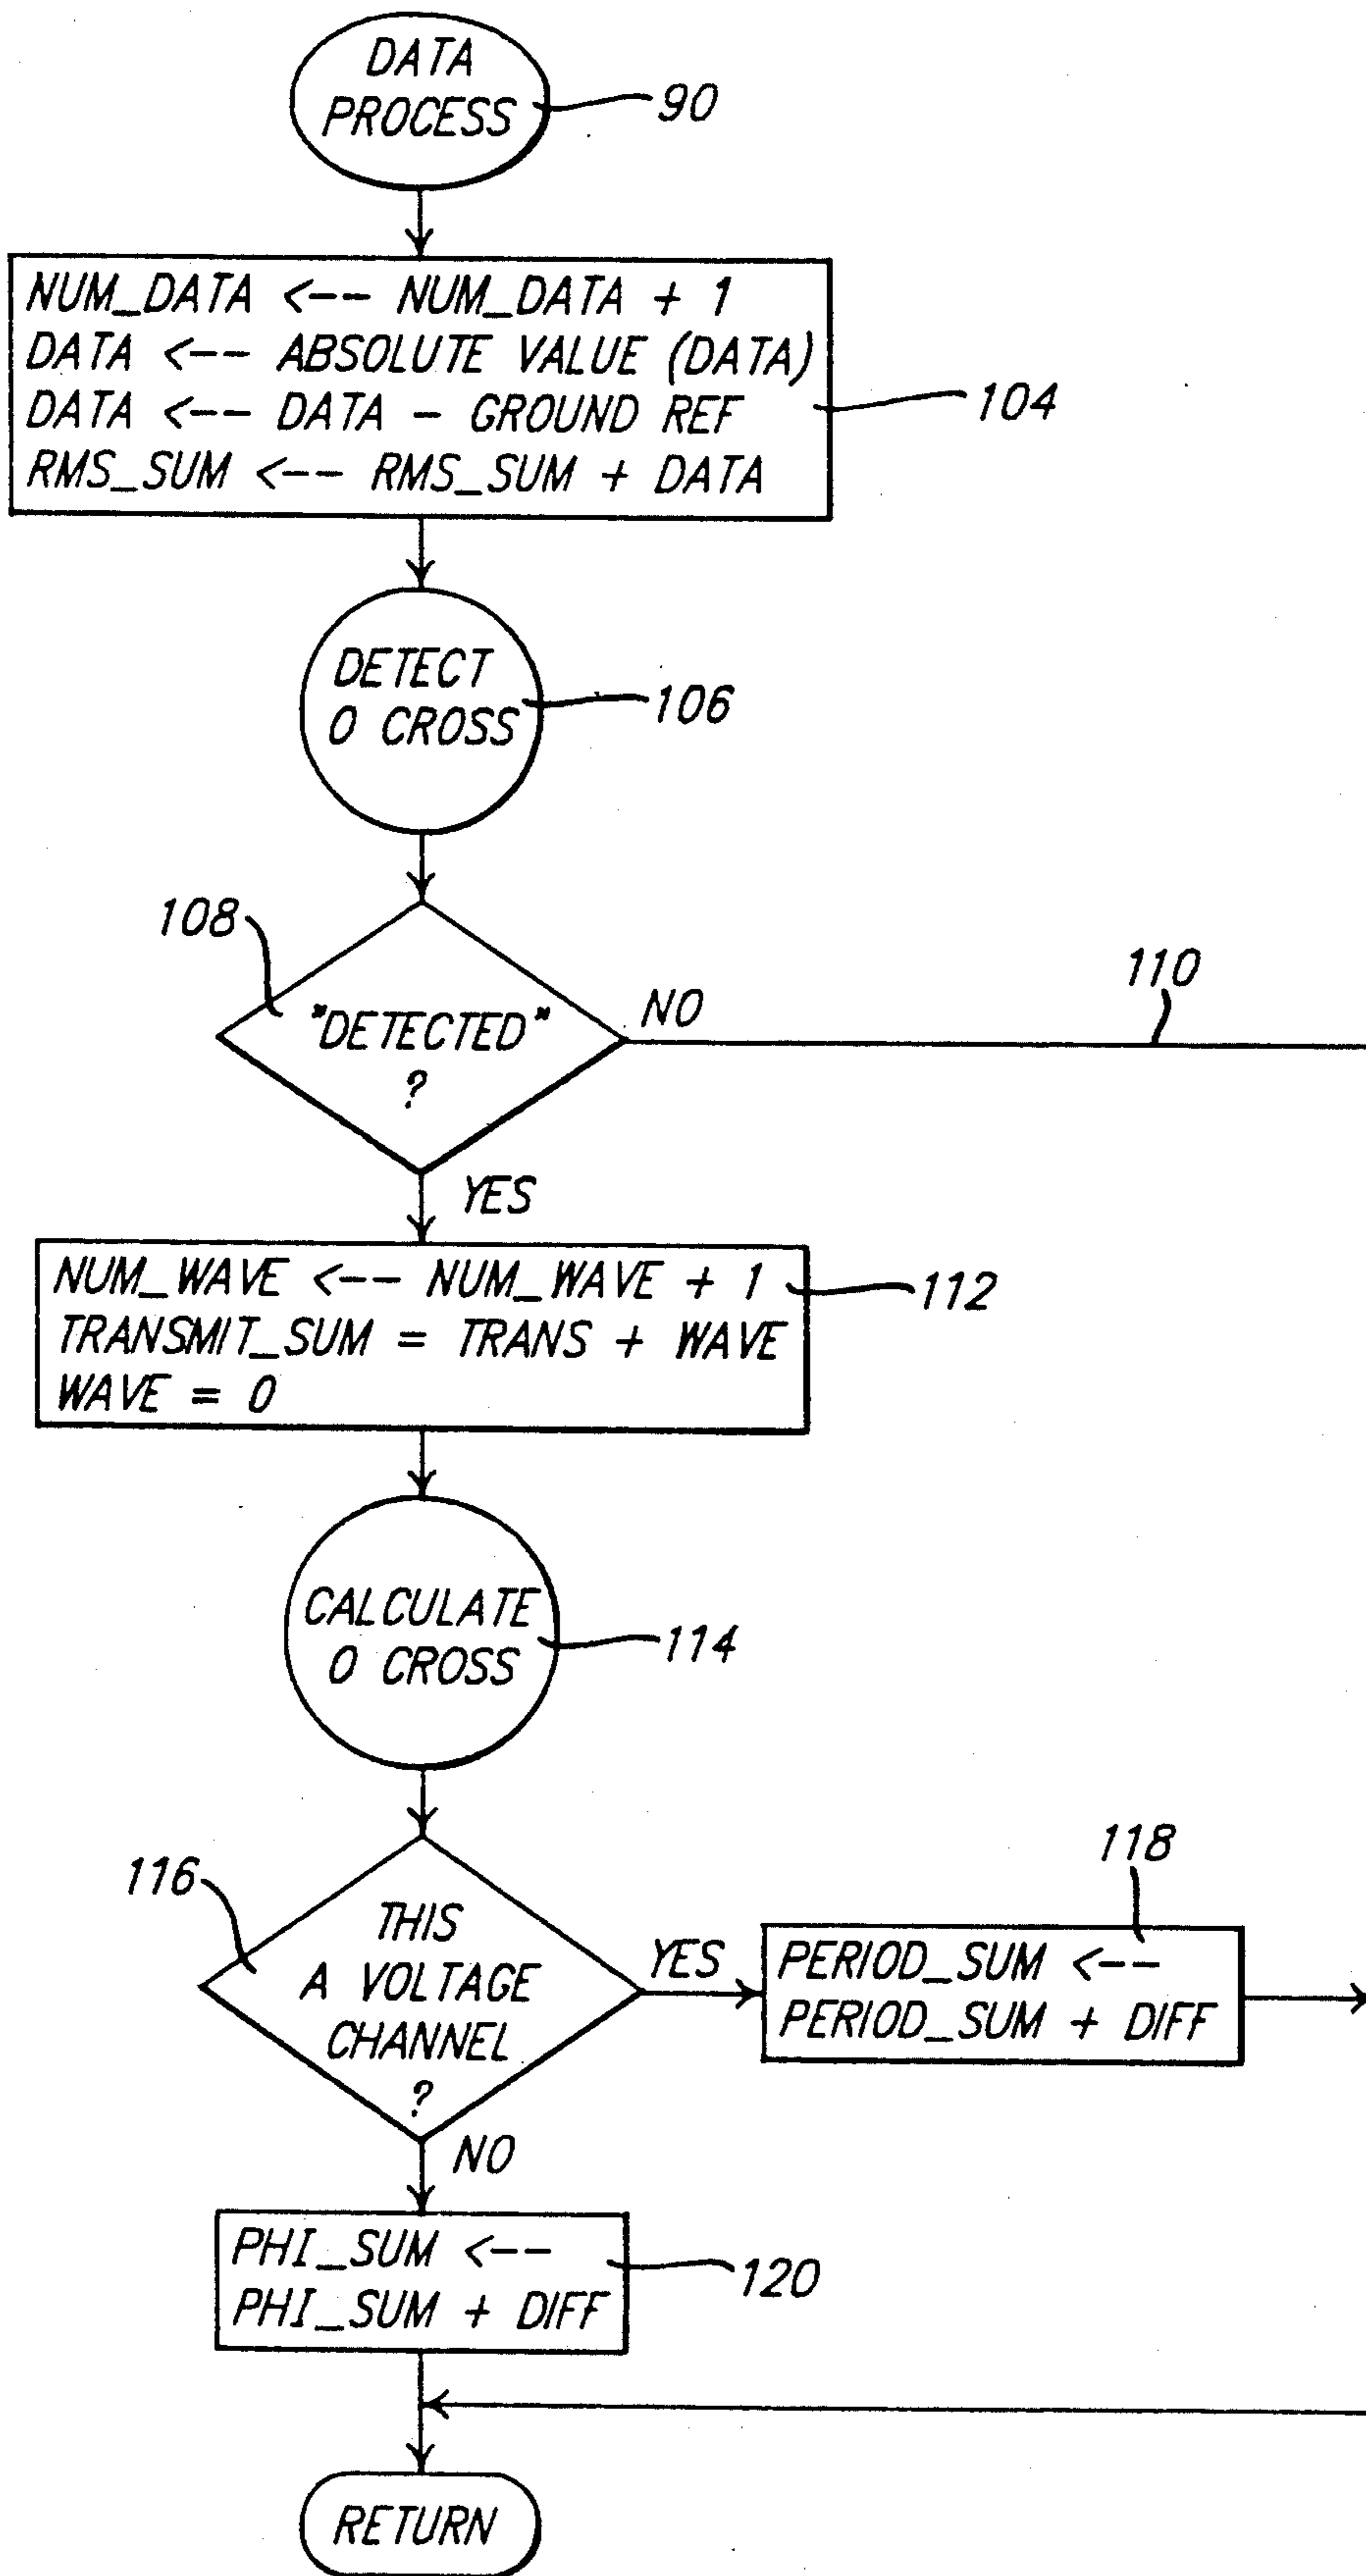 DATA
PROCESS
90
NUM_DATA <-- NUM_DATA + 1
DATA <-- ABSOLUTE VALUE (DATA)
DATA <-- DATA - GROUND REF
RMS_SUM <-- RMS_SUM + DATA
104
DETECT
0 CROSS
106
108
"DETECTED"
?
NO
110
YES
NUM_WAVE <-- NUM_WAVE + 1
TRANSMIT_SUM = TRANS + WAVE
WAVE = 0
112
CALCULATE
0 CROSS
114
116
THIS
A VOLTAGE
CHANNEL
?
YES
118
PERIOD_SUM <--
PERIOD_SUM + DIFF
NO
PHI_SUM <--
PHI_SUM + DIFF
120
RETURN